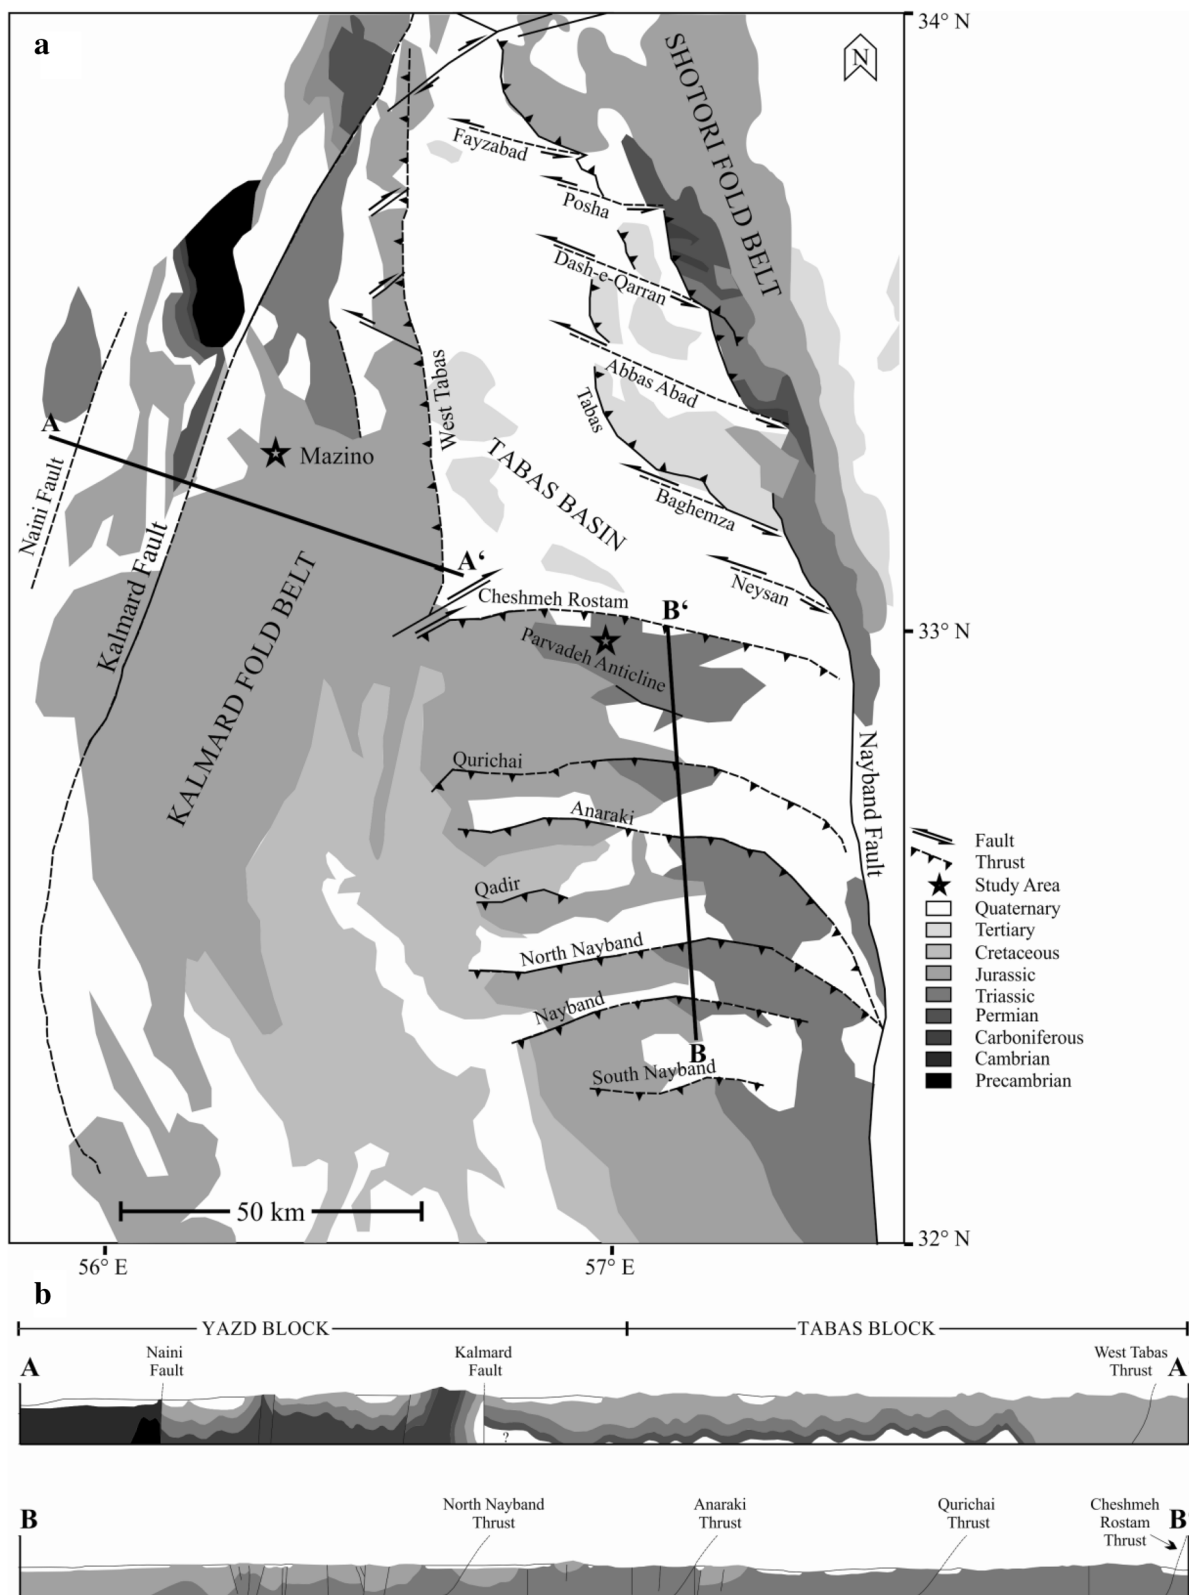 a
34° N
N
SHOTORI FOLD BELT
Fayzabad
Posha
Dash-e-Qarran
Abbas Abad
West Tabas
Tabas
A
Mazino
TABAS BASIN
Naini Fault
Baghemza
Kalmard Fault
A‘
Neysan
Cheshmeh Rostam
B‘
33° N
Parvadeh Anticline
KALMARD FOLD BELT
Qurichai
Nayband Fault
Anaraki
Qadir
North Nayband
Nayband
B
South Nayband
Fault
Thrust
Study Area
Quaternary
Tertiary
Cretaceous
Jurassic
Triassic
Permian
Carboniferous
Cambrian
Precambrian
50 km
32° N
56° E
57° E
b
YAZD BLOCK
TABAS BLOCK
A
Naini
Fault
Kalmard
Fault
West Tabas
Thrust
A
?
B
North Nayband
Thrust
Anaraki
Thrust
Qurichai
Thrust
Cheshmeh
Rostam
Thrust
B